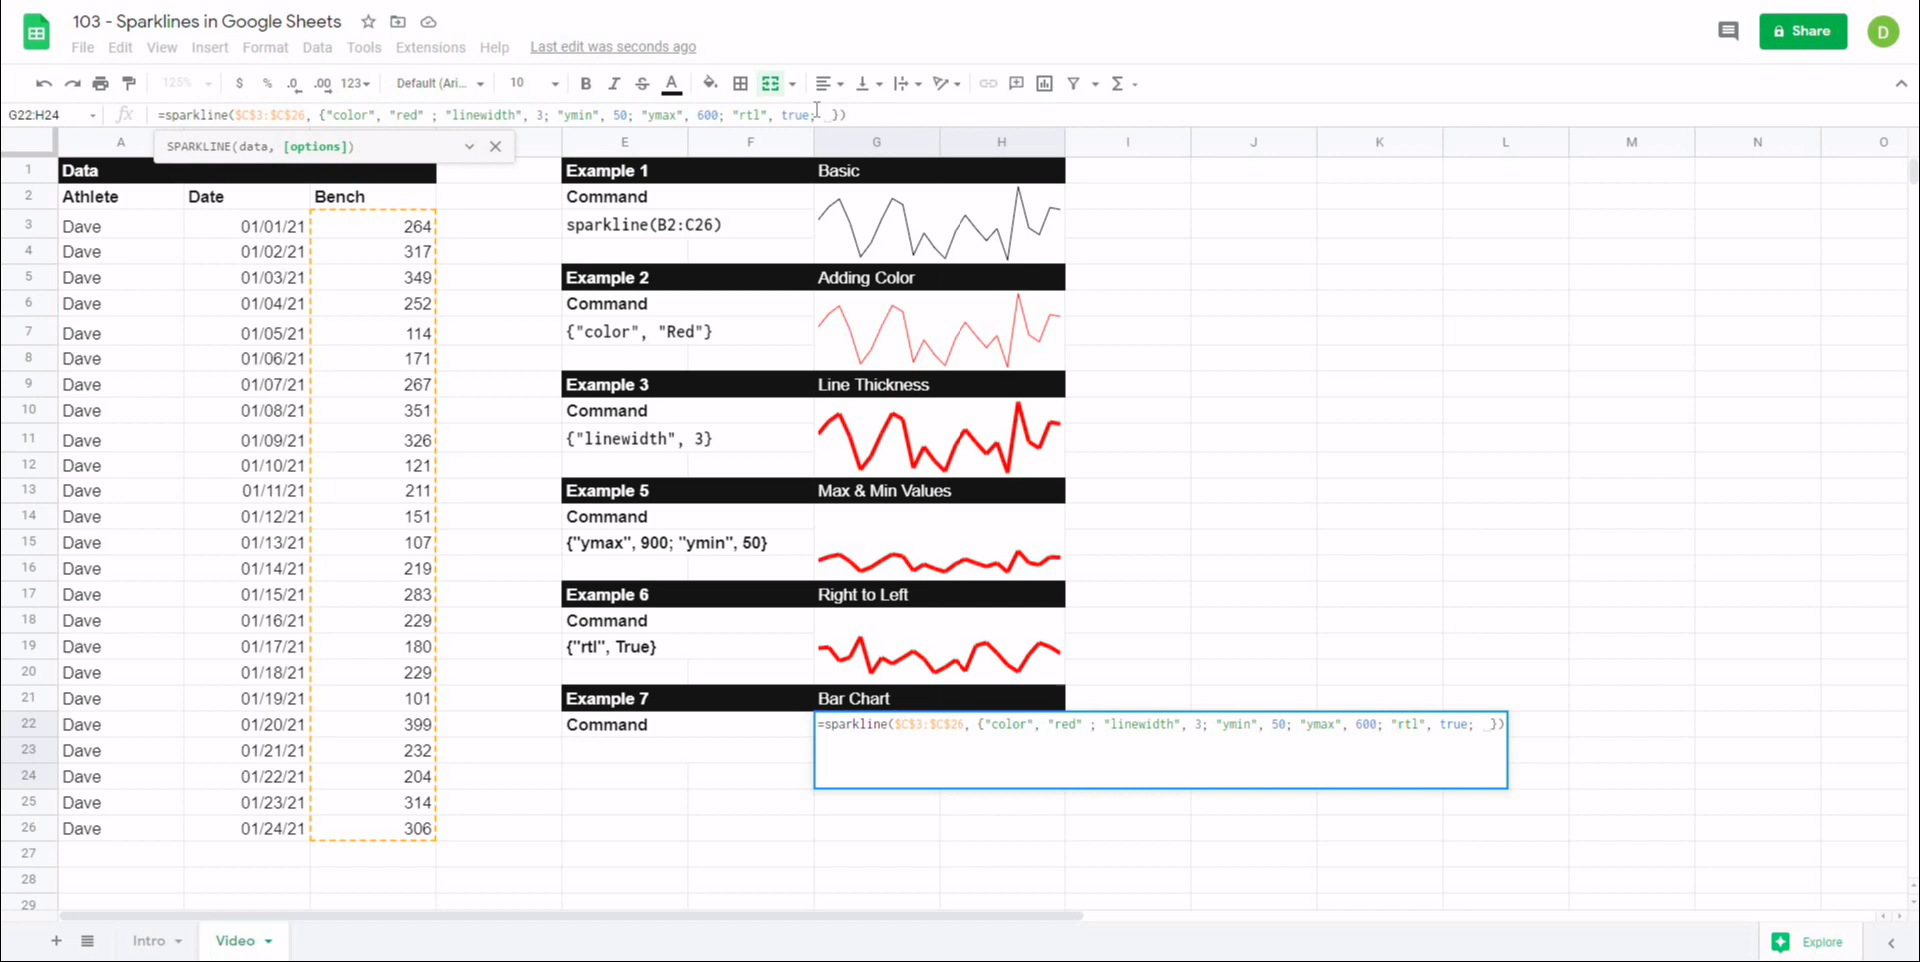 103 - Sparklines in Google Sheets
File Edit View Insert Format Data Tools Extensions Help Last edit was seconds ago
Share
D
125% $ % .0 .00 123 Default (Ari... 10 B I S A Σ
G22:H24 fx =sparkline($C$3:$C$26, {"color", "red" ; "linewidth", 3; "ymin", 50; "ymax", 600; "rtl", true; _})
SPARKLINE(data, [options])
A E F G H I J K L M N O
1 Data Example 1 Basic
2 Athlete Date Bench Command
3 Dave 01/01/21 264 sparkline(B2:C26)
4 Dave 01/02/21 317
5 Dave 01/03/21 349 Example 2 Adding Color
6 Dave 01/04/21 252 Command
7 Dave 01/05/21 114 {"color", "Red"}
8 Dave 01/06/21 171
9 Dave 01/07/21 267 Example 3 Line Thickness
10 Dave 01/08/21 351 Command
11 Dave 01/09/21 326 {"linewidth", 3}
12 Dave 01/10/21 121
13 Dave 01/11/21 211 Example 5 Max & Min Values
14 Dave 01/12/21 151 Command
15 Dave 01/13/21 107 {"ymax", 900; "ymin", 50}
16 Dave 01/14/21 219
17 Dave 01/15/21 283 Example 6 Right to Left
18 Dave 01/16/21 229 Command
19 Dave 01/17/21 180 {"rtl", True}
20 Dave 01/18/21 229
21 Dave 01/19/21 101 Example 7 Bar Chart
22 Dave 01/20/21 399 Command =sparkline($C$3:$C$26, {"color", "red" ; "linewidth", 3; "ymin", 50; "ymax", 600; "rtl", true; _})
23 Dave 01/21/21 232
24 Dave 01/22/21 204
25 Dave 01/23/21 314
26 Dave 01/24/21 306
27
28
29
+ Intro Video Explore